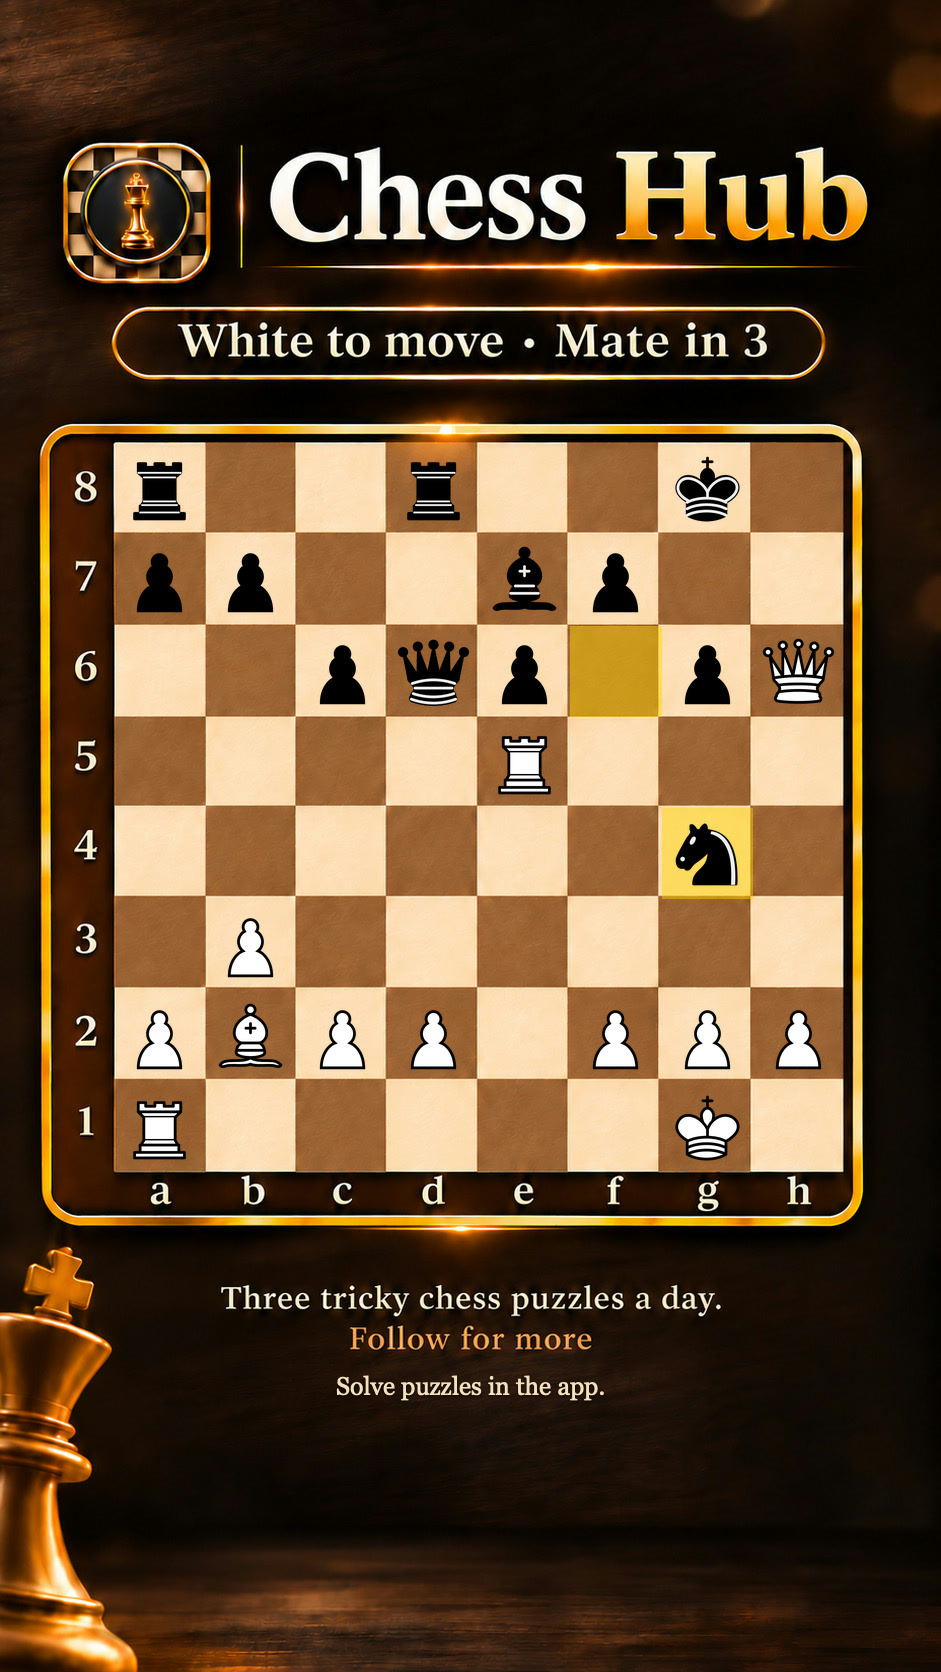 Chess Hub
White to move • Mate in 3
8
7
6
5
4
3
2
1
a b c d e f g h
Three tricky chess puzzles a day.
Follow for more
Solve puzzles in the app.